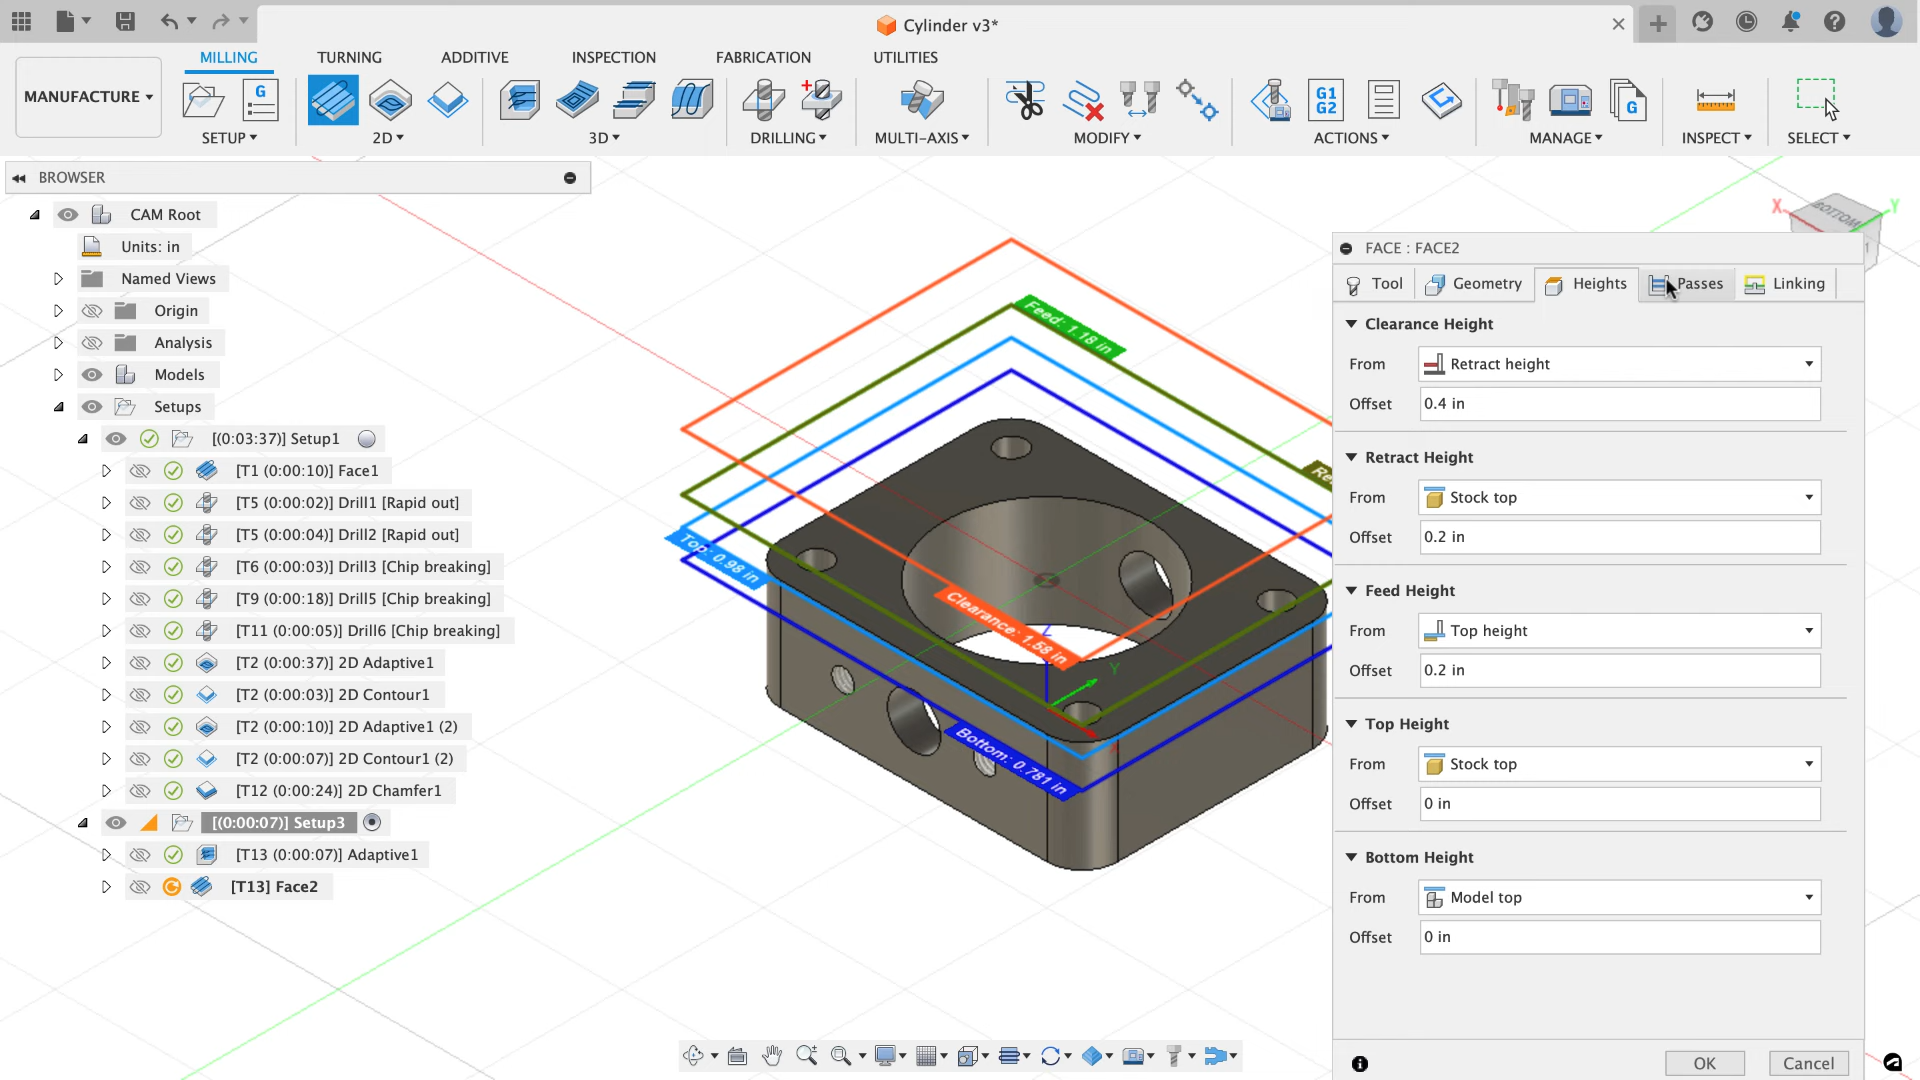 Cylinder v3*
MILLING
TURNING
ADDITIVE
INSPECTION
FABRICATION
UTILITIES
MANUFACTURE
G
G1
G2
G
SETUP
2D
3D
DRILLING
MULTI-AXIS
MODIFY
ACTIONS
MANAGE
INSPECT
SELECT
BROWSER
CAM Root
Units: in
Named Views
Origin
Analysis
Models
Setups
[(0:03:37)] Setup1
[T1 (0:00:10)] Face1
[T5 (0:00:02)] Drill1 [Rapid out]
[T5 (0:00:04)] Drill2 [Rapid out]
[T6 (0:00:03)] Drill3 [Chip breaking]
[T9 (0:00:18)] Drill5 [Chip breaking]
[T11 (0:00:05)] Drill6 [Chip breaking]
[T2 (0:00:37)] 2D Adaptive1
[T2 (0:00:03)] 2D Contour1
[T2 (0:00:10)] 2D Adaptive1 (2)
[T2 (0:00:07)] 2D Contour1 (2)
[T12 (0:00:24)] 2D Chamfer1
[(0:00:07)] Setup3
[T13 (0:00:07)] Adaptive1
[T13] Face2
Feed: 1.18 in
Re
Top: 0.98 in
Clearance: 1.58 in
Bottom: 0.781 in
Z
Y
X
Y
BOTTOM
FACE : FACE2
Tool
Geometry
Heights
Passes
Linking
Clearance Height
From
Retract height
Offset
0.4 in
Retract Height
From
Stock top
Offset
0.2 in
Feed Height
From
Top height
Offset
0.2 in
Top Height
From
Stock top
Offset
0 in
Bottom Height
From
Model top
Offset
0 in
OK
Cancel